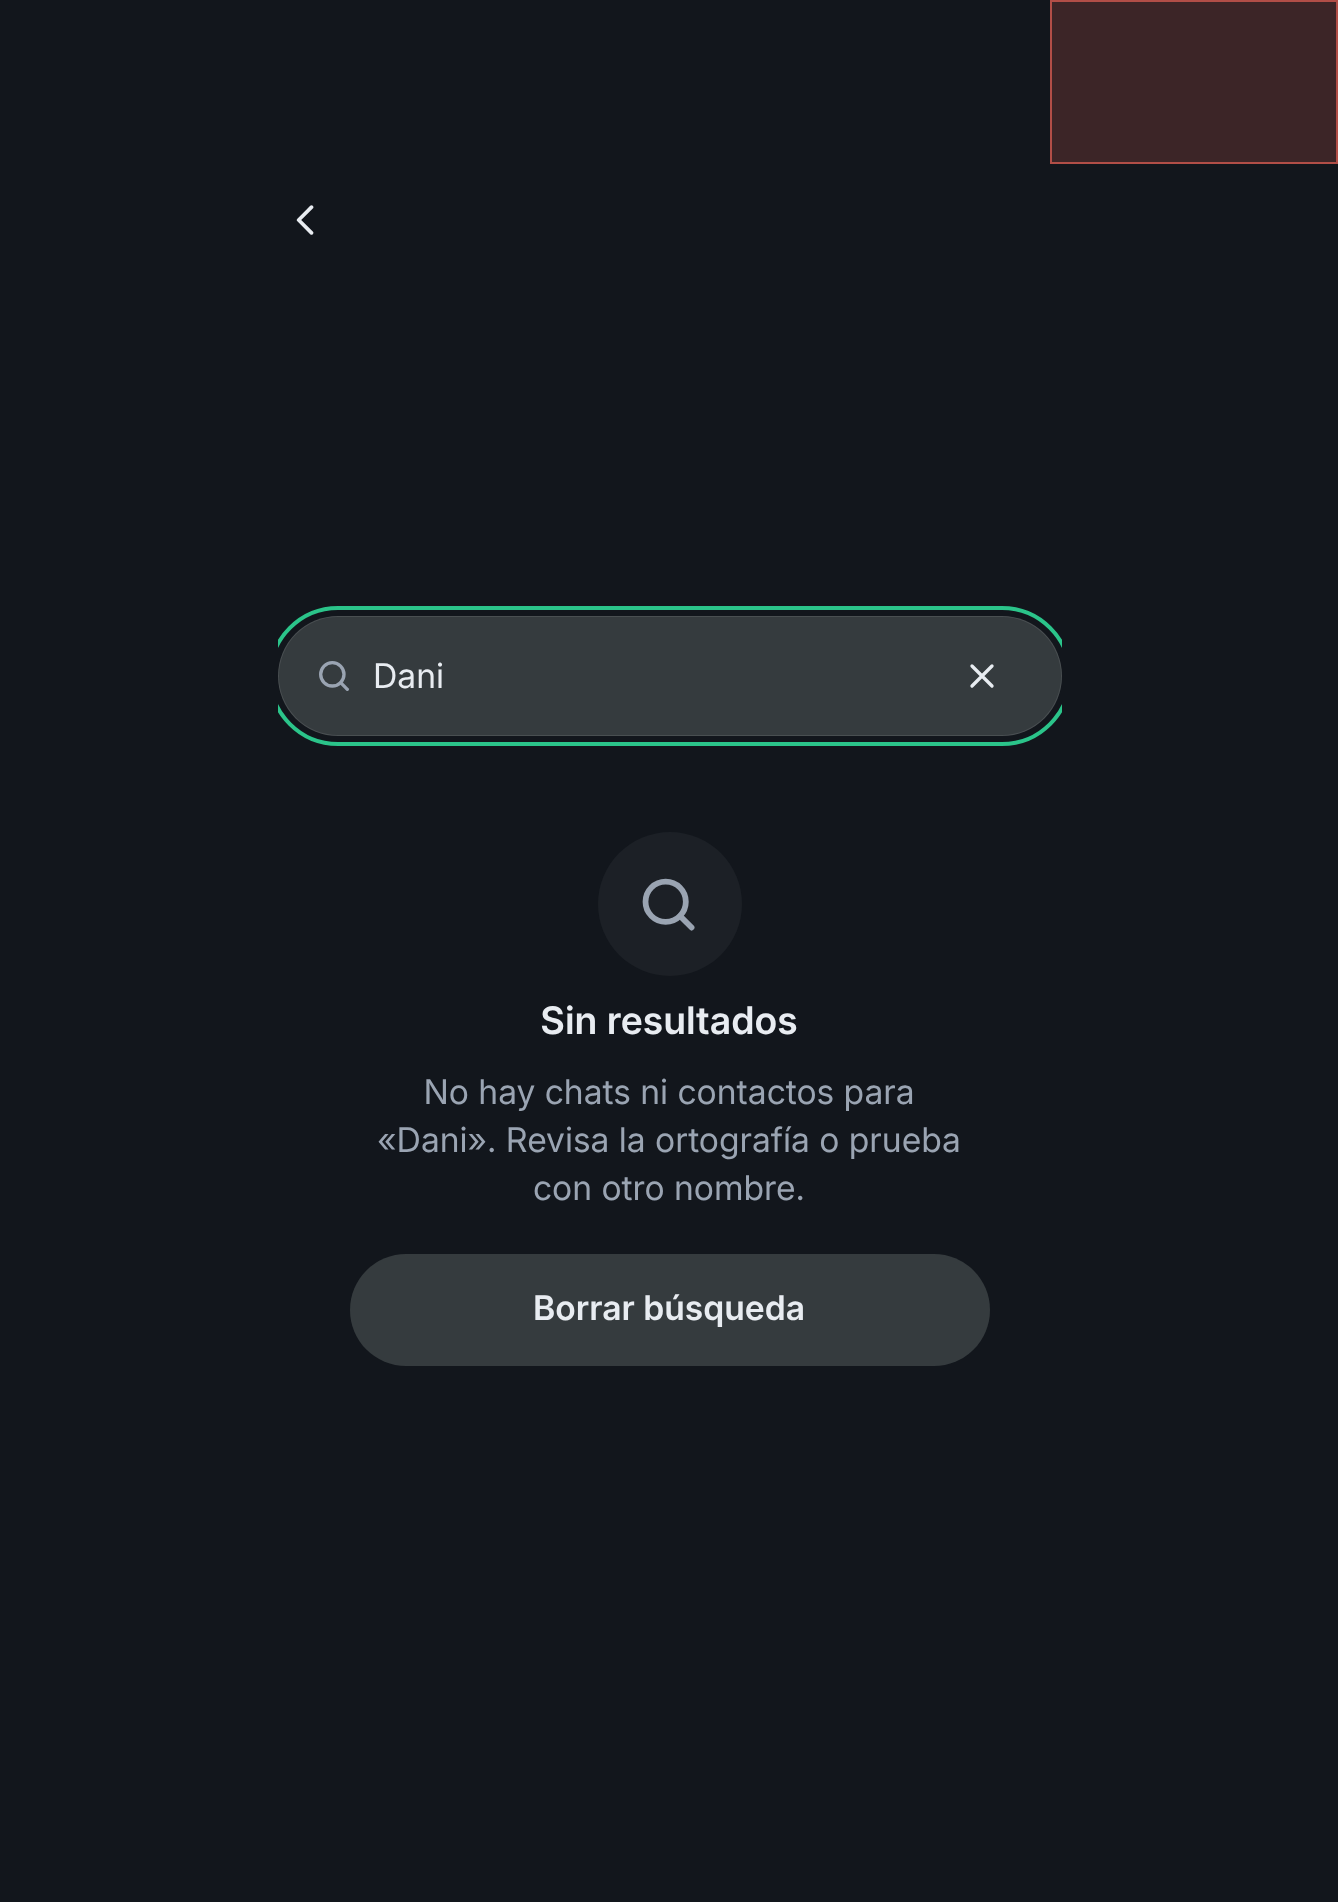 Dani
Sin resultados
No hay chats ni contactos para
«Dani». Revisa la ortografía o prueba
con otro nombre.
Borrar búsqueda